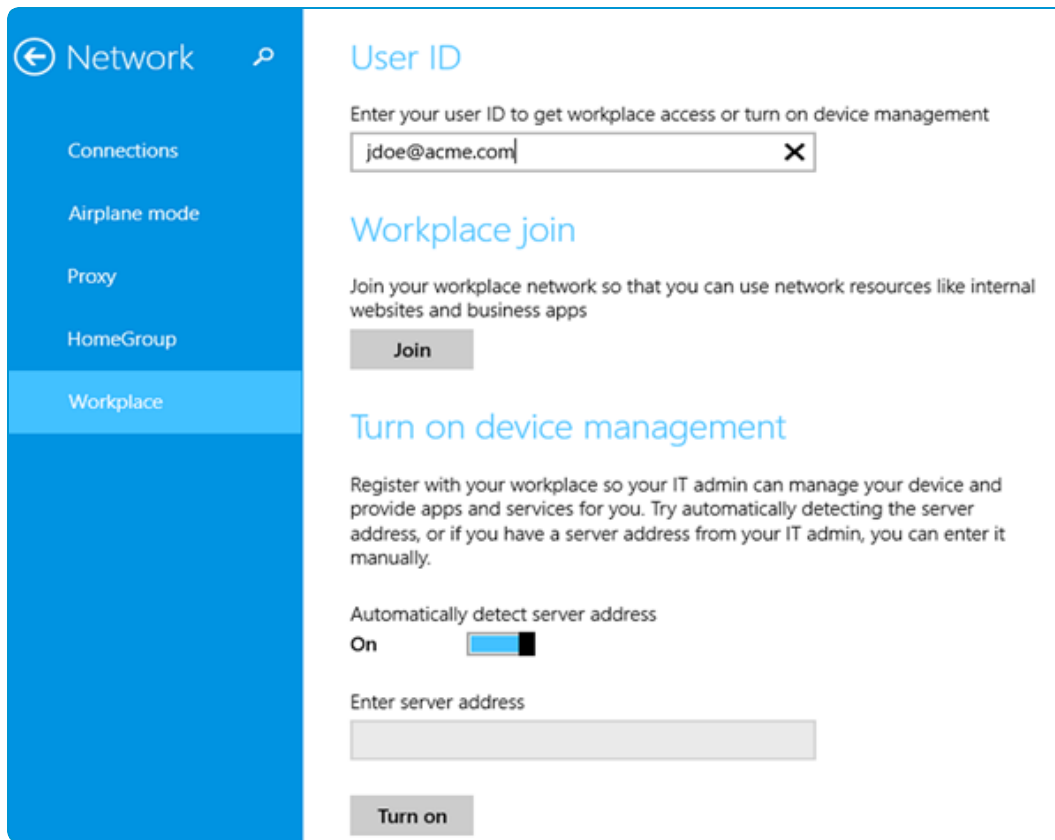 Network
Connections
Airplane mode
Proxy
HomeGroup
Workplace
User ID
Enter your user ID to get workplace access or turn on device management
jdoe@acme.com
Workplace join
Join your workplace network so that you can use network resources like internal
websites and business apps
Join
Turn on device management
Register with your workplace so your IT admin can manage your device and
provide apps and services for you. Try automatically detecting the server
address, or if you have a server address from your IT admin, you can enter it
manually.
Automatically detect server address
On
Enter server address
Turn on